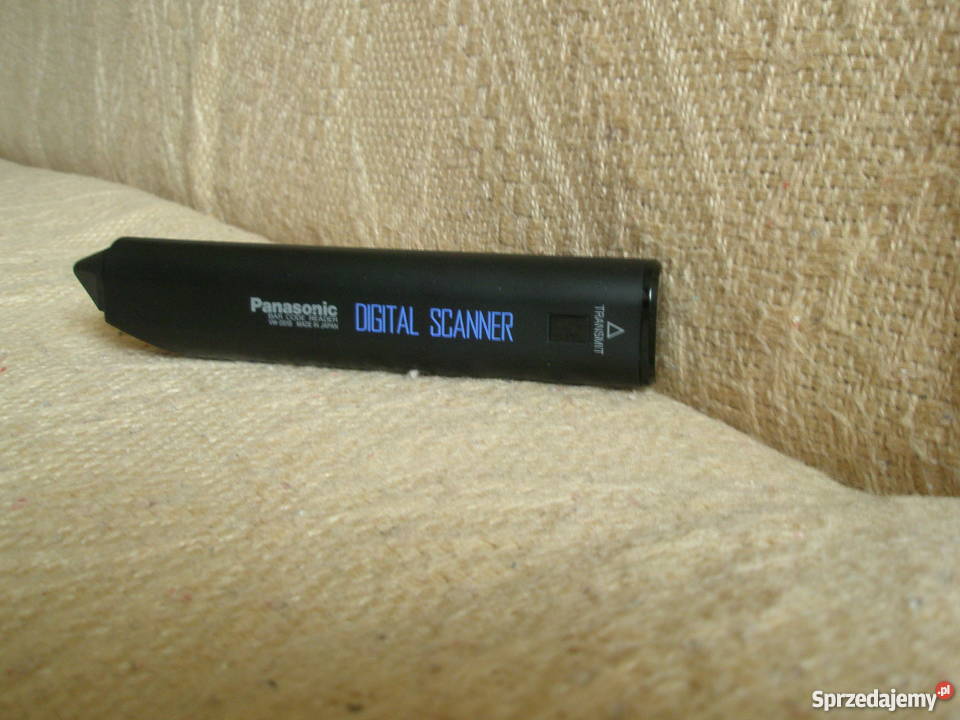 Panasonic
BAR CODE READER
MADE IN JAPAN
DIGITAL SCANNER
TRANSMIT
Sprzedajemy.pl